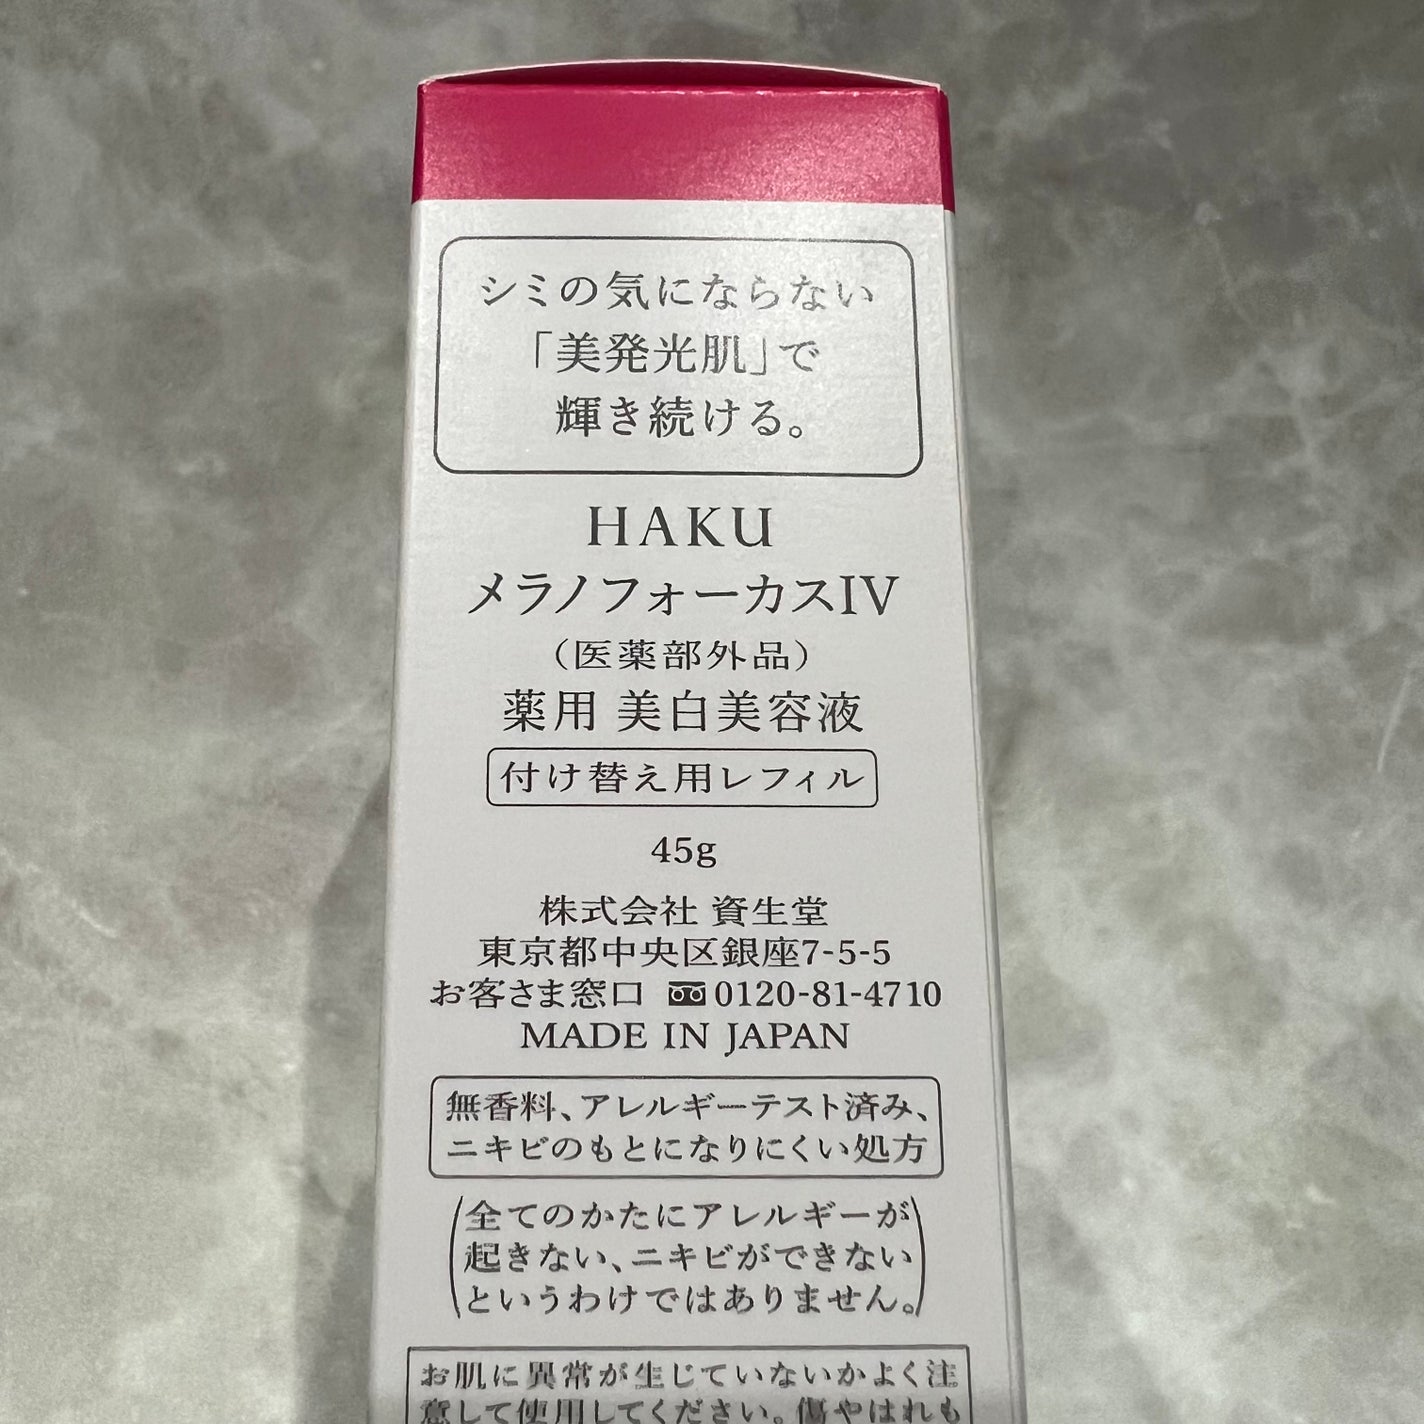 シミの気にならない
「美発光肌」で
輝き続ける。
HAKU
メラノフォーカスIV
（医薬部外品）
薬用 美白美容液
付け替え用レフィル
45g
株式会社 資生堂
東京都中央区銀座7-5-5
お客さま窓口 0120-81-4710
MADE IN JAPAN
無香料、アレルギーテスト済み、
ニキビのもとになりにくい処方
(全てのかたにアレルギーが
起きない、ニキビができない
というわけではありません。)
お肌に異常が生じていないかよく注
意して使用してください。傷やはれも